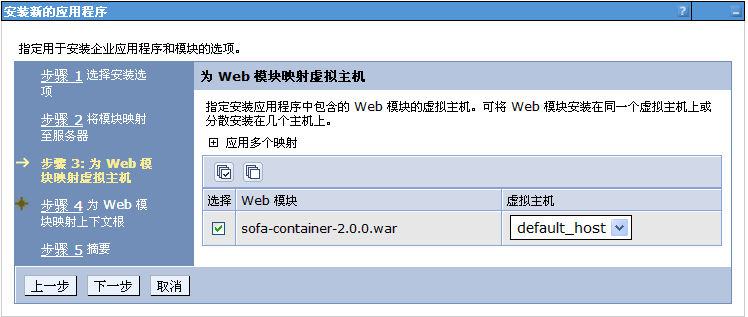 安装新的应用程序
?
指定用于安装企业应用程序和模块的选项。
步骤 1 选择安装选
项
步骤 2 将模块映射
至服务器
步骤 3: 为 Web 模
块映射虚拟主机
步骤 4 为 Web 模
块映射上下文根
步骤 5 摘要
为 Web 模块映射虚拟主机
指定安装应用程序中包含的 Web 模块的虚拟主机。可将 Web 模块安装在同一个虚拟主机上或
分散安装在几个主机上。
应用多个映射
选择 Web 模块 虚拟主机
sofa-container-2.0.0.war default_host
上一步 下一步 取消